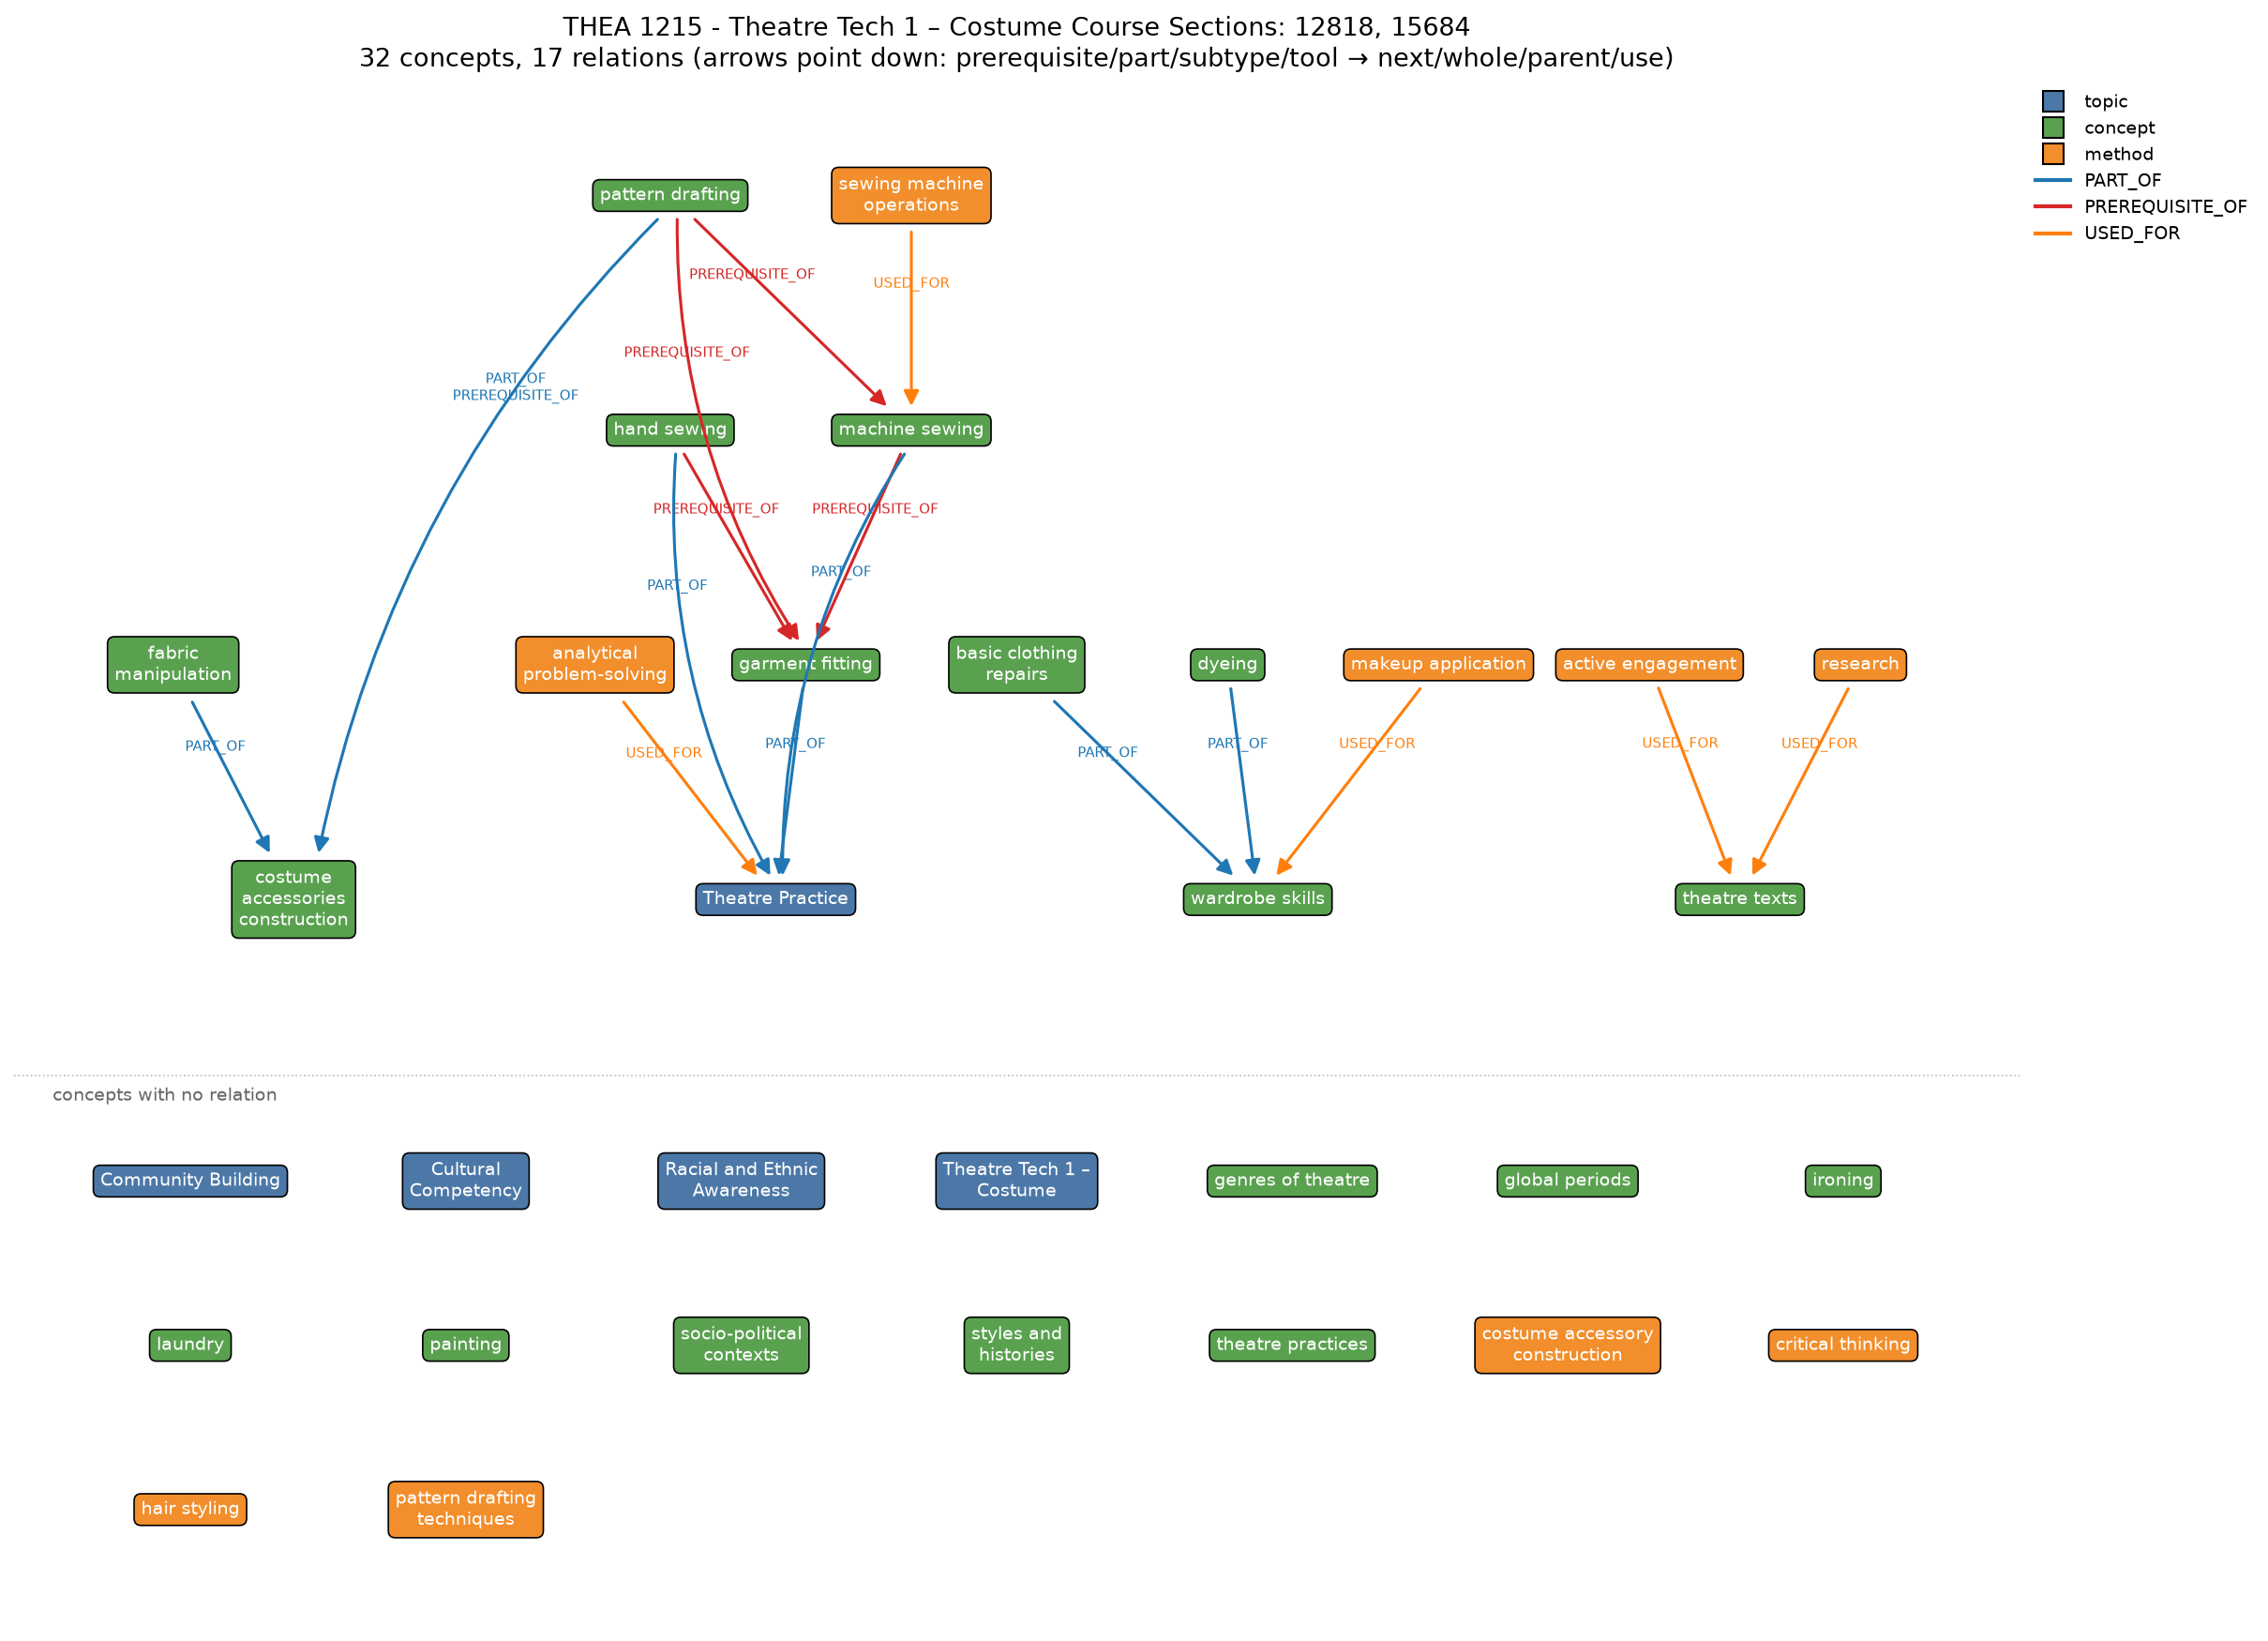 THEA 1215 - Theatre Tech 1 – Costume Course Sections: 12818, 15684
32 concepts, 17 relations (arrows point down: prerequisite/part/subtype/tool → next/whole/parent/use)
topic
concept
method
PART_OF
PREREQUISITE_OF
USED_FOR
pattern drafting
sewing machine
operations
PREREQUISITE_OF
USED_FOR
PREREQUISITE_OF
PART_OF
PREREQUISITE_OF
hand sewing
machine sewing
PREREQUISITE_OF
PREREQUISITE_OF
PART_OF
PART_OF
fabric
manipulation
analytical
problem-solving
garment fitting
basic clothing
repairs
dyeing
makeup application
active engagement
research
PART_OF
USED_FOR
PART_OF
PART_OF
PART_OF
USED_FOR
USED_FOR
USED_FOR
costume
accessories
construction
Theatre Practice
wardrobe skills
theatre texts
concepts with no relation
Community Building
Cultural
Competency
Racial and Ethnic
Awareness
Theatre Tech 1 –
Costume
genres of theatre
global periods
ironing
laundry
painting
socio-political
contexts
styles and
histories
theatre practices
costume accessory
construction
critical thinking
hair styling
pattern drafting
techniques